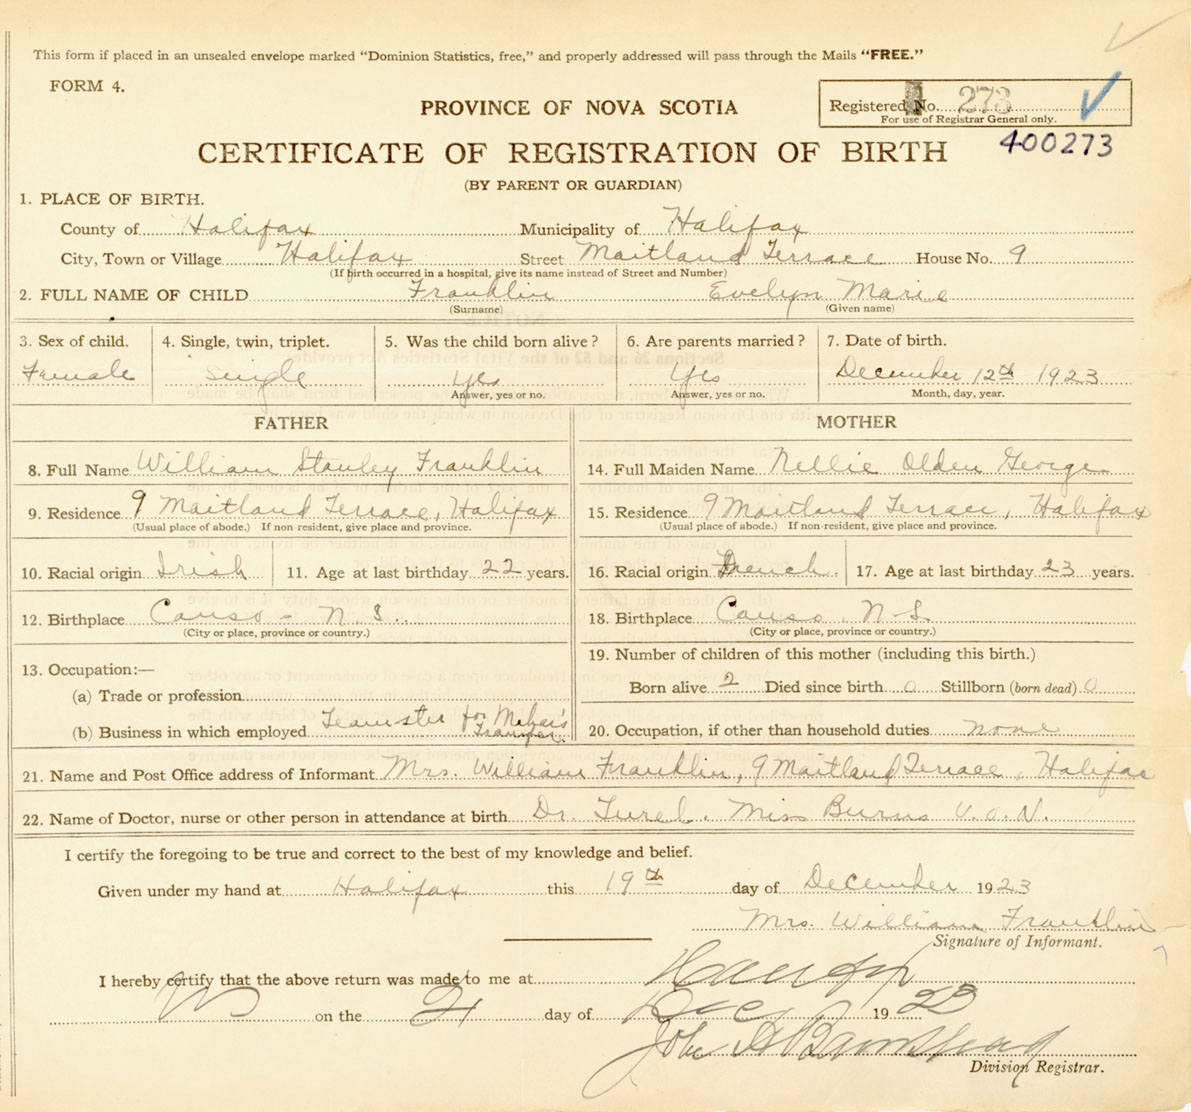 This form if placed in an unsealed envelope marked "Dominion Statistics, free," and properly addressed will pass through the Mails "FREE."
FORM 4.
PROVINCE OF NOVA SCOTIA
Registered No. 273
For use of Registrar General only.
400273
CERTIFICATE OF REGISTRATION OF BIRTH
(BY PARENT OR GUARDIAN)
1. PLACE OF BIRTH.
County of Halifax Municipality of Halifax
City, Town or Village Halifax Street Maitland Terrace House No. 9
(If birth occurred in a hospital, give its name instead of Street and Number)
2. FULL NAME OF CHILD Franklin Evelyn Marie
(Surname) (Given name)
3. Sex of child. 4. Single, twin, triplet. 5. Was the child born alive? 6. Are parents married? 7. Date of birth.
Female Single Yes Yes December 12th 1923
Answer, yes or no. Answer, yes or no. Month, day, year.
FATHER MOTHER
8. Full Name William Stanley Franklin 14. Full Maiden Name Nellie Olden George
9. Residence 9 Maitland Terrace, Halifax 15. Residence 9 Maitland Terrace, Halifax
(Usual place of abode.) If non-resident, give place and province. (Usual place of abode.) If non-resident, give place and province.
10. Racial origin Irish 11. Age at last birthday 22 years. 16. Racial origin French. 17. Age at last birthday 23 years.
12. Birthplace Canso - N. S. 18. Birthplace Canso, N-S
(City or place, province or country.) (City or place, province or country.)
13. Occupation:— 19. Number of children of this mother (including this birth.)
(a) Trade or profession Born alive 2 Died since birth 0 Stillborn (born dead) 0
(b) Business in which employed Teamster for Transfer 20. Occupation, if other than household duties none
21. Name and Post Office address of Informant Mrs. William Franklin, 9 Maitland Terrace, Halifax
22. Name of Doctor, nurse or other person in attendance at birth Dr. Miss Burns V.O.N.
I certify the foregoing to be true and correct to the best of my knowledge and belief.
Given under my hand at Halifax this 19th day of December 1923
Mrs. William Franklin
Signature of Informant.
I hereby certify that the above return was made to me at
on the day of Dec 1923
John
Division Registrar.